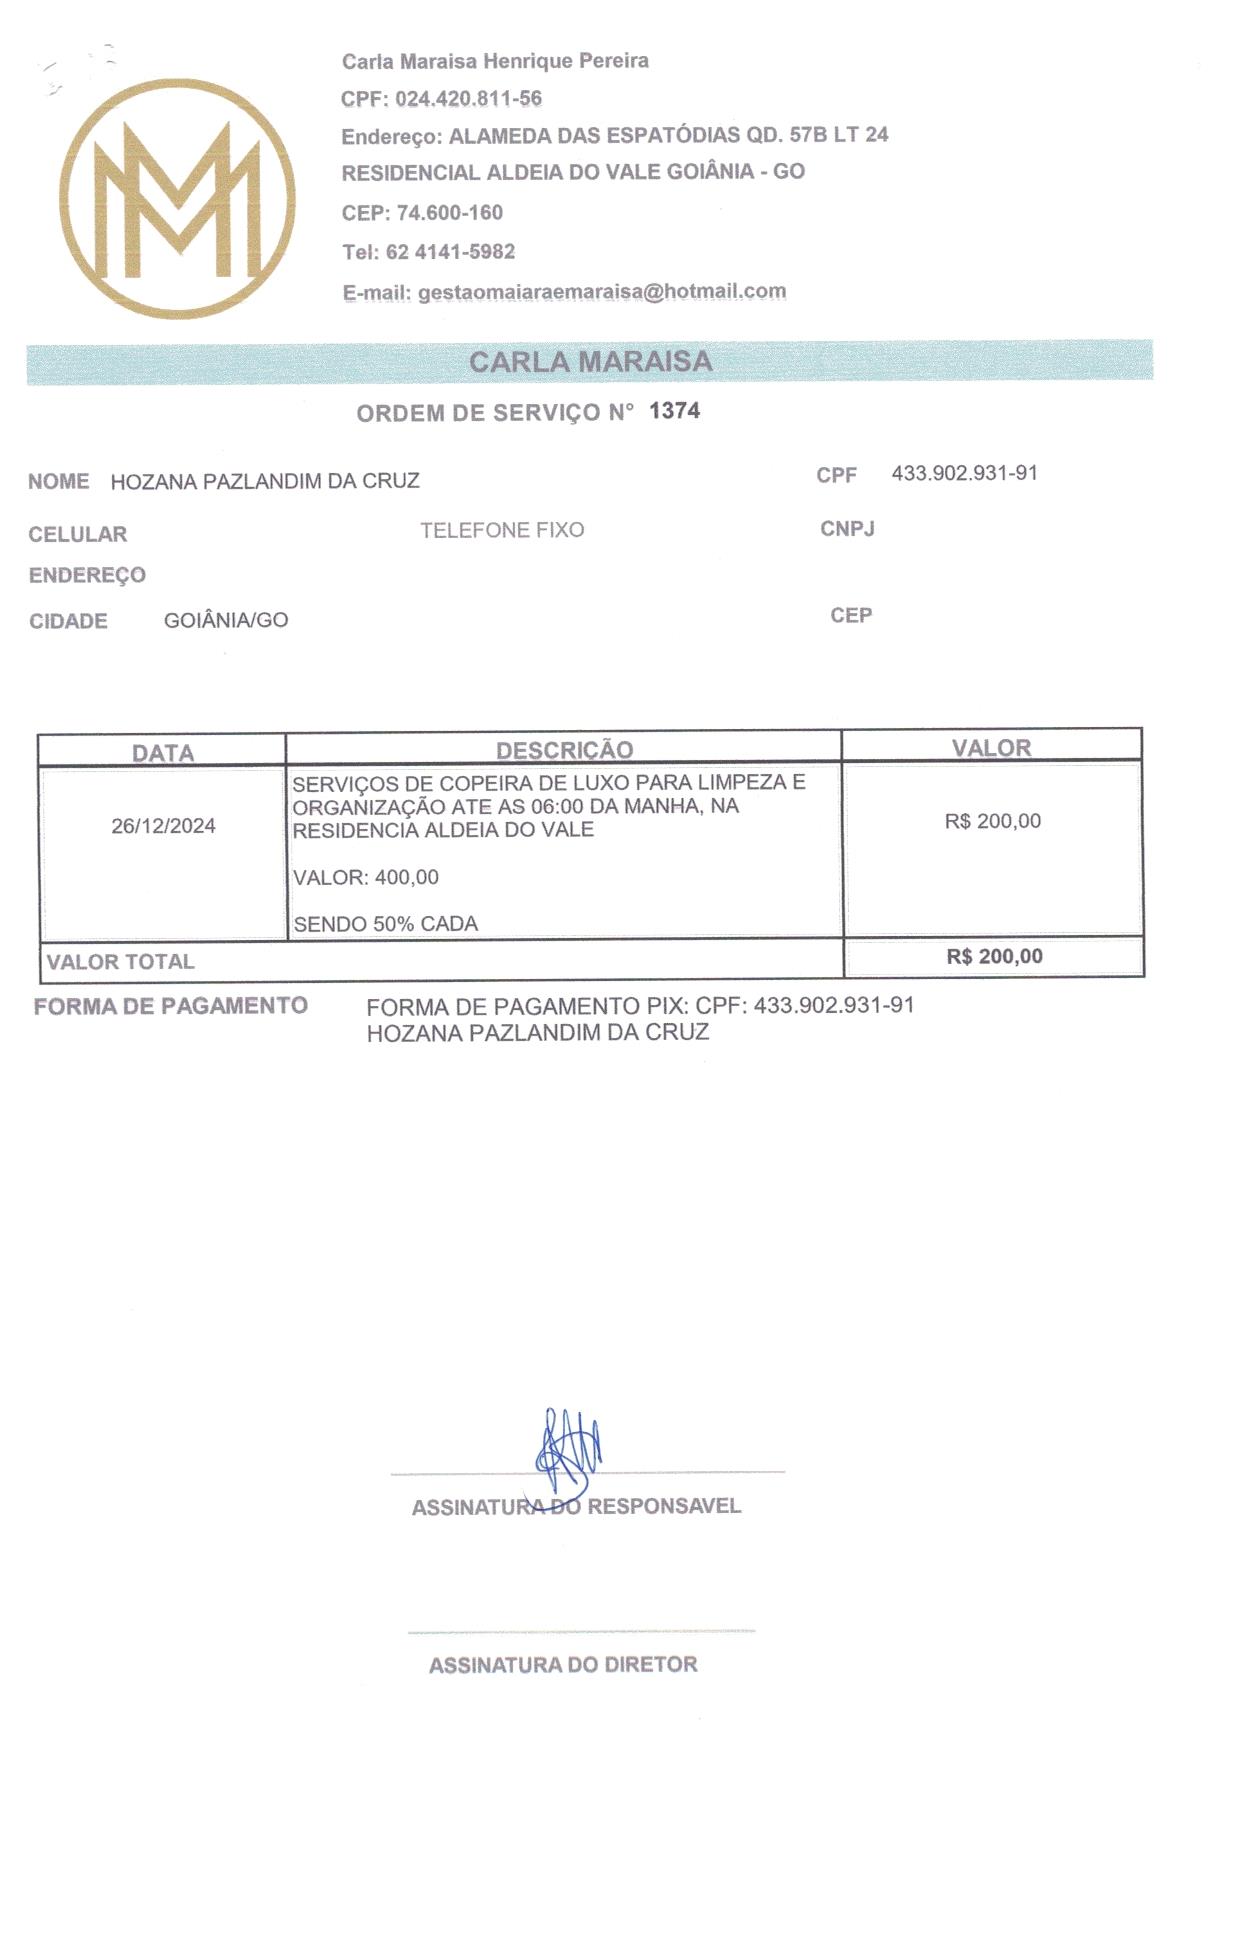 MM
Carla Maraisa Henrique Pereira
CPF: 024.420.811-56
Endereço: ALAMEDA DAS ESPATÓDIAS QD. 57B LT 24
RESIDENCIAL ALDEIA DO VALE GOIÂNIA - GO
CEP: 74.600-160
Tel: 62 4141-5982
E-mail: gestaomaiaraemaraisa@hotmail.com
CARLA MARAISA
ORDEM DE SERVIÇO N° 1374
NOME HOZANA PAZLANDIM DA CRUZ CPF 433.902.931-91
CELULAR TELEFONE FIXO CNPJ
ENDEREÇO
CIDADE GOIÂNIA/GO CEP
DATA DESCRIÇÃO VALOR
SERVIÇOS DE COPEIRA DE LUXO PARA LIMPEZA E
ORGANIZAÇÃO ATE AS 06:00 DA MANHA, NA
26/12/2024 RESIDENCIA ALDEIA DO VALE R$ 200,00
VALOR: 400,00
SENDO 50% CADA
VALOR TOTAL R$ 200,00
FORMA DE PAGAMENTO FORMA DE PAGAMENTO PIX: CPF: 433.902.931-91
HOZANA PAZLANDIM DA CRUZ
ASSINATURA DO RESPONSAVEL
ASSINATURA DO DIRETOR